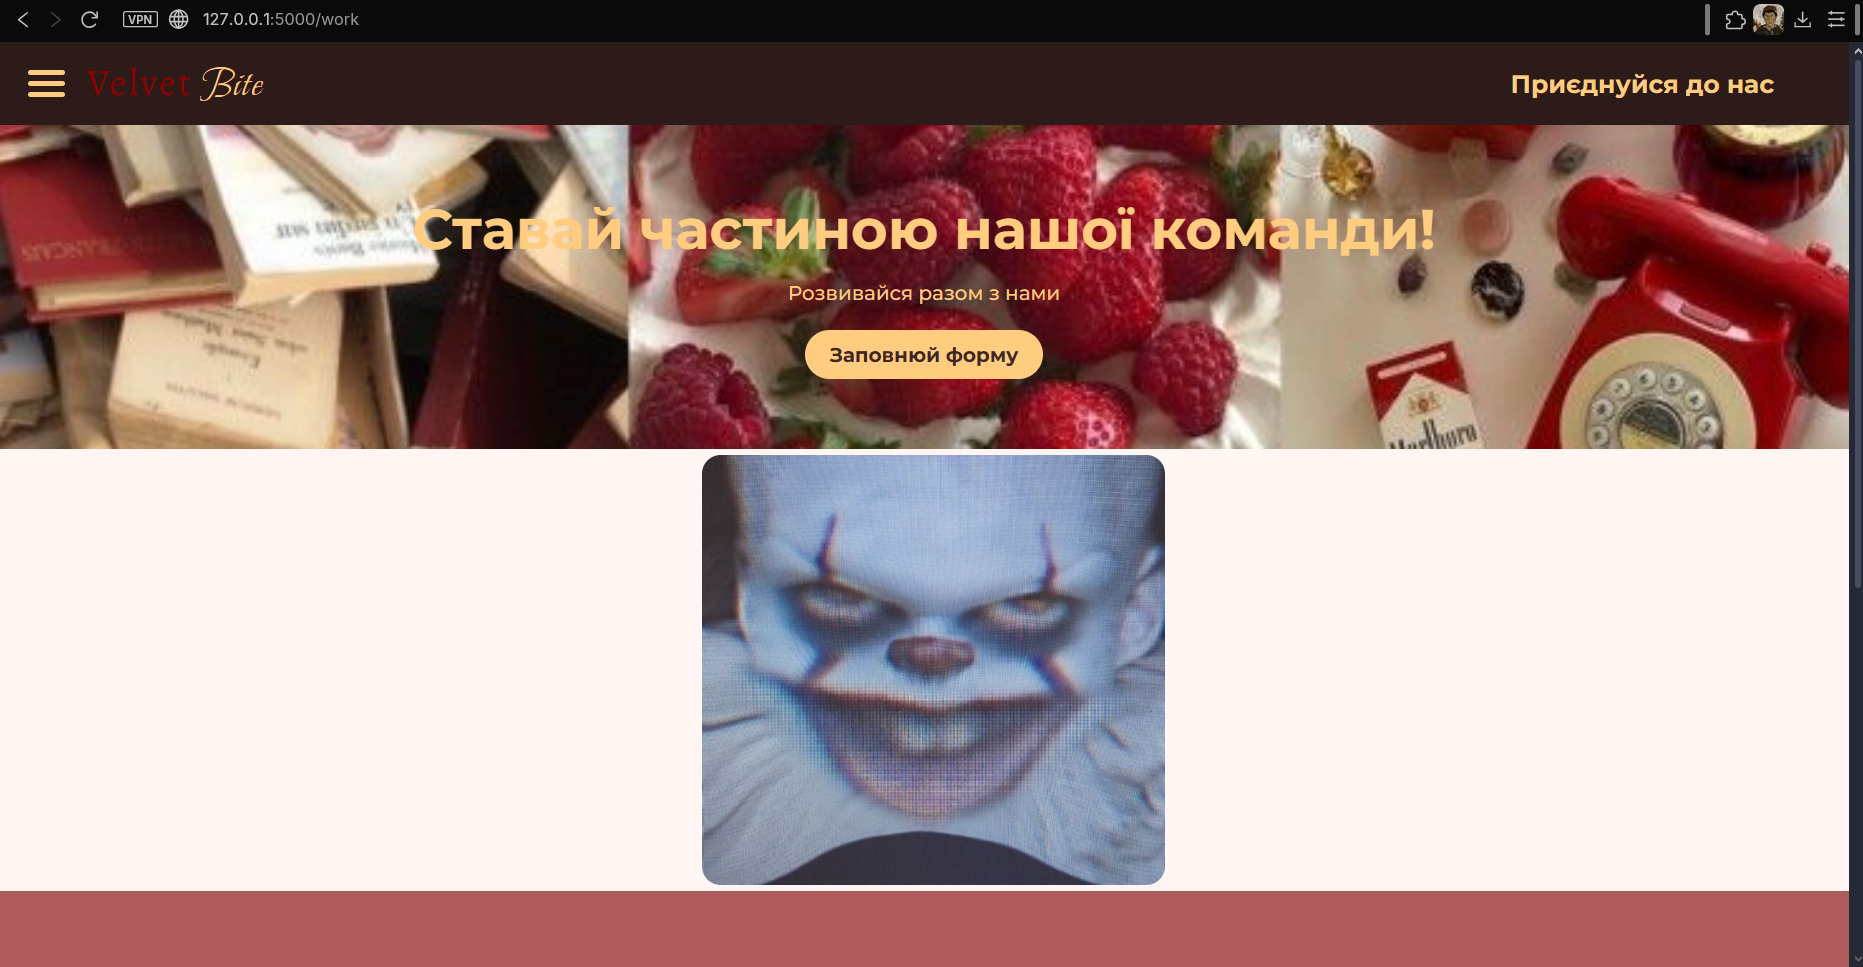 VPN 127.0.0.1:5000/work
Velvet Bite
Приєднуйся до нас
Ставай частиною нашої команди!
Розвивайся разом з нами
Заповнюй форму
Marlboro